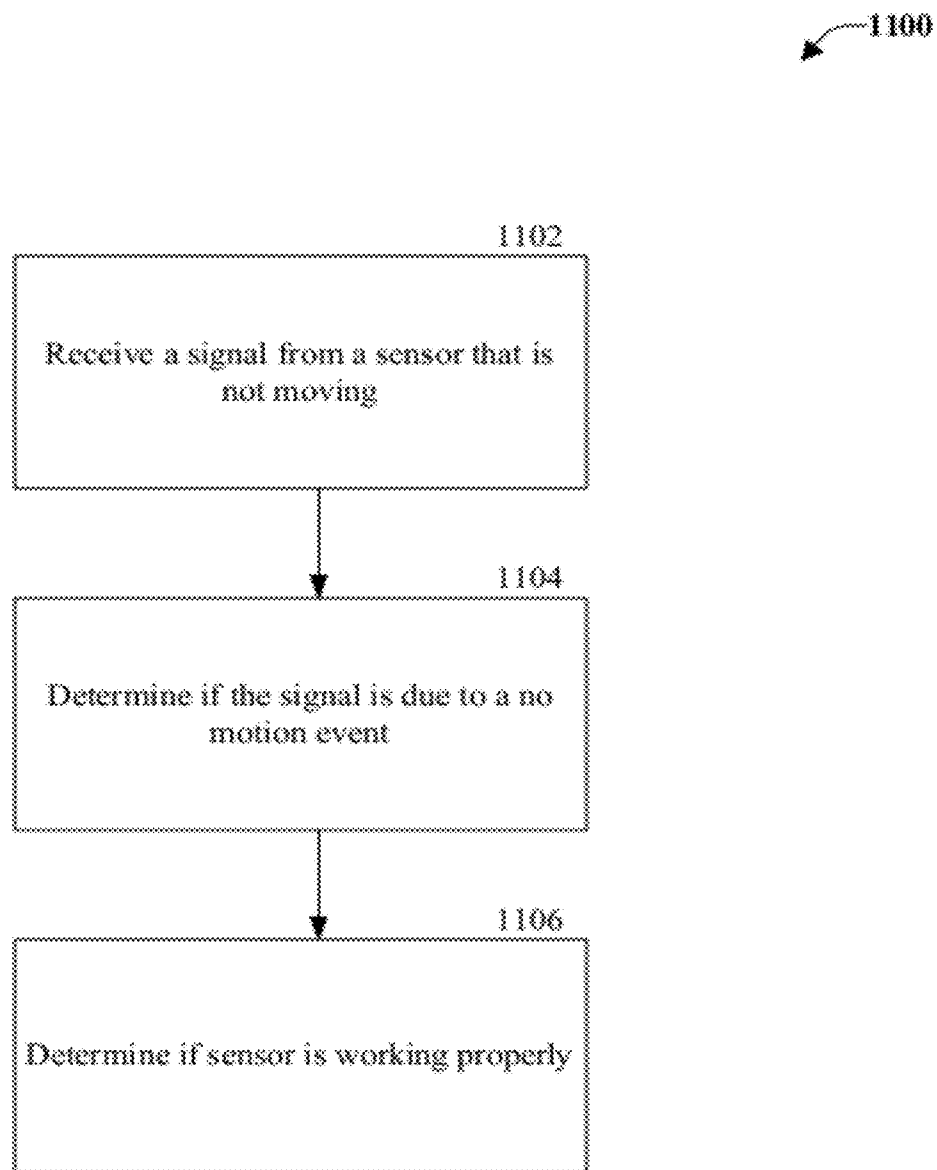 1100
1102
Receive a signal from a sensor that is
not moving
1104
Determine if the signal is due to a no
motion event
1106
Determine if sensor is working properly